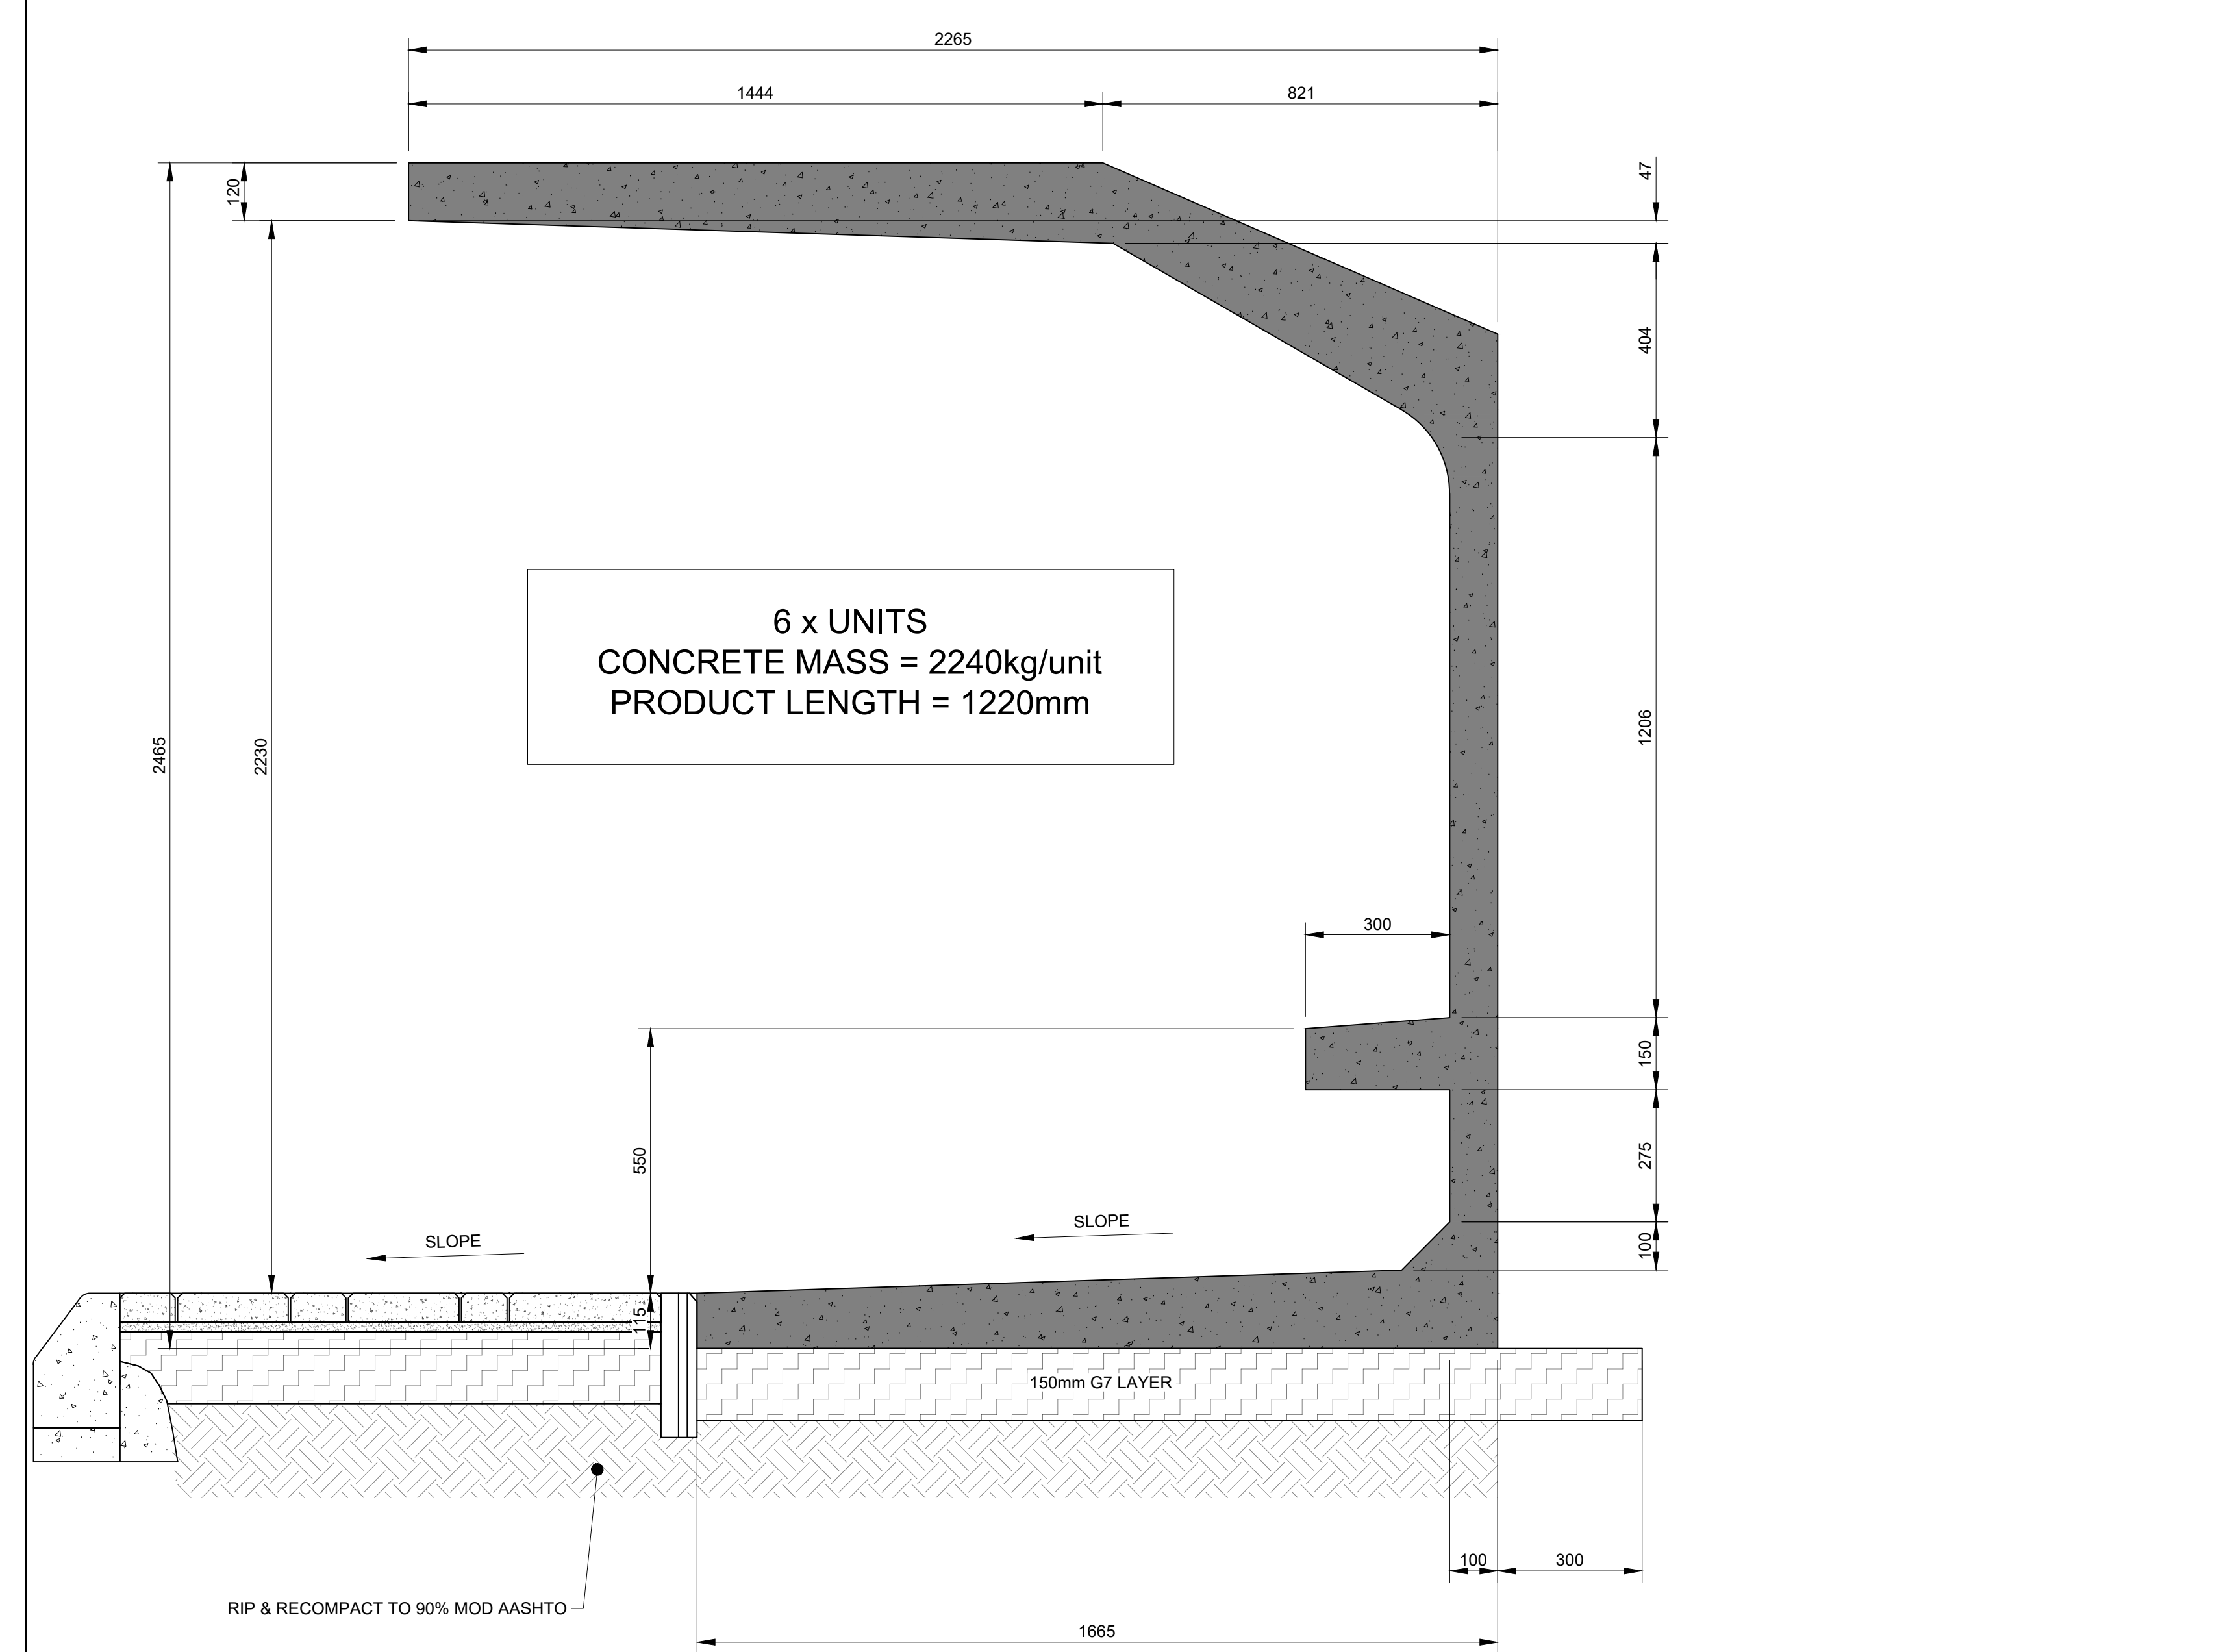 2265
1444
821
47
120
404
6 x UNITS
CONCRETE MASS = 2240kg/unit
PRODUCT LENGTH = 1220mm
2465
2230
1206
300
150
550
275
SLOPE
SLOPE
100
115
150mm G7 LAYER
100
300
RIP & RECOMPACT TO 90% MOD AASHTO
1665